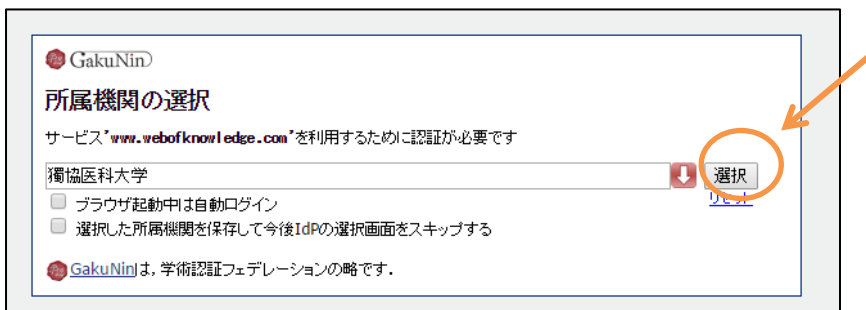 GakuNin
所属機関の選択
サービス'www.webofknowledge.com'を利用するために認証が必要です
獨協医科大学 選択
リセット
ブラウザ起動中は自動ログイン
選択した所属機関を保存して今後IdPの選択画面をスキップする
GakuNinは，学術認証フェデレーションの略です．